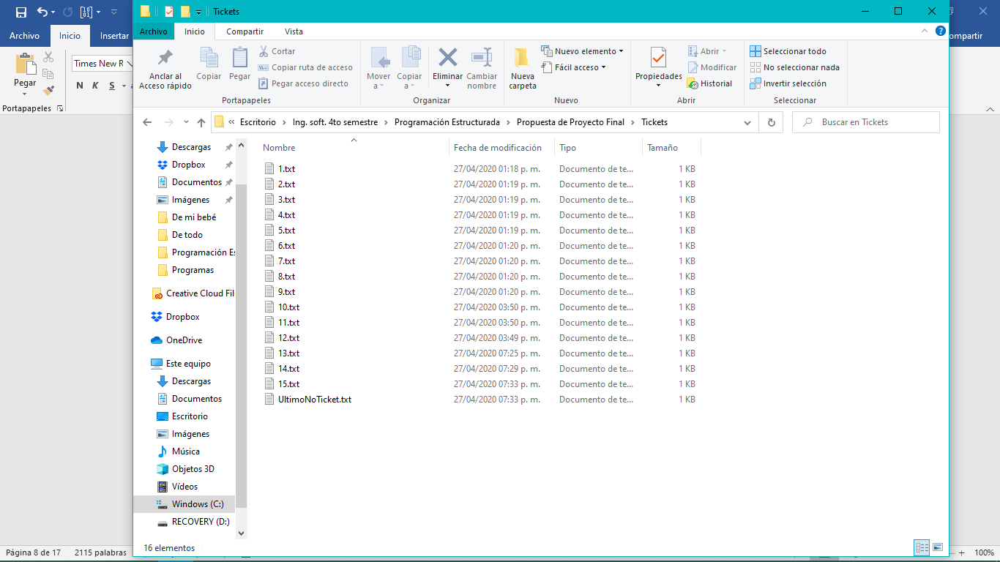 Tickets
Archivo Inicio Insertar
Archivo Inicio Compartir Vista
ompartir
Times New R
Pegar
N K S
Portapapeles
Anclar al Acceso rápido
Copiar
Pegar
Cortar
Copiar ruta de acceso
Pegar acceso directo
Portapapeles
Mover a
Copiar a
Eliminar
Cambiar nombre
Organizar
Nueva carpeta
Nuevo elemento
Fácil acceso
Nuevo
Propiedades
Abrir
Modificar
Historial
Abrir
Seleccionar todo
No seleccionar nada
Invertir selección
Seleccionar
« Escritorio > Ing. soft. 4to semestre > Programación Estructurada > Propuesta de Proyecto Final > Tickets
Buscar en Tickets
Descargas
Dropbox
Documentos
Imágenes
De mi bebé
De todo
Programación Es
Programas
Creative Cloud Fil
Dropbox
OneDrive
Este equipo
Descargas
Documentos
Escritorio
Imágenes
Música
Objetos 3D
Vídeos
Windows (C:)
RECOVERY (D:)
Nombre Fecha de modificación Tipo Tamaño
1.txt 27/04/2020 01:18 p. m. Documento de te... 1 KB
2.txt 27/04/2020 01:19 p. m. Documento de te... 1 KB
3.txt 27/04/2020 01:19 p. m. Documento de te... 1 KB
4.txt 27/04/2020 01:19 p. m. Documento de te... 1 KB
5.txt 27/04/2020 01:19 p. m. Documento de te... 1 KB
6.txt 27/04/2020 01:20 p. m. Documento de te... 1 KB
7.txt 27/04/2020 01:20 p. m. Documento de te... 1 KB
8.txt 27/04/2020 01:20 p. m. Documento de te... 1 KB
9.txt 27/04/2020 01:20 p. m. Documento de te... 1 KB
10.txt 27/04/2020 03:50 p. m. Documento de te... 1 KB
11.txt 27/04/2020 03:50 p. m. Documento de te... 1 KB
12.txt 27/04/2020 03:49 p. m. Documento de te... 1 KB
13.txt 27/04/2020 07:25 p. m. Documento de te... 1 KB
14.txt 27/04/2020 07:29 p. m. Documento de te... 1 KB
15.txt 27/04/2020 07:33 p. m. Documento de te... 1 KB
UltimoNoTicket.txt 27/04/2020 07:33 p. m. Documento de te... 1 KB
16 elementos
Página 8 de 17 2115 palabras
100%